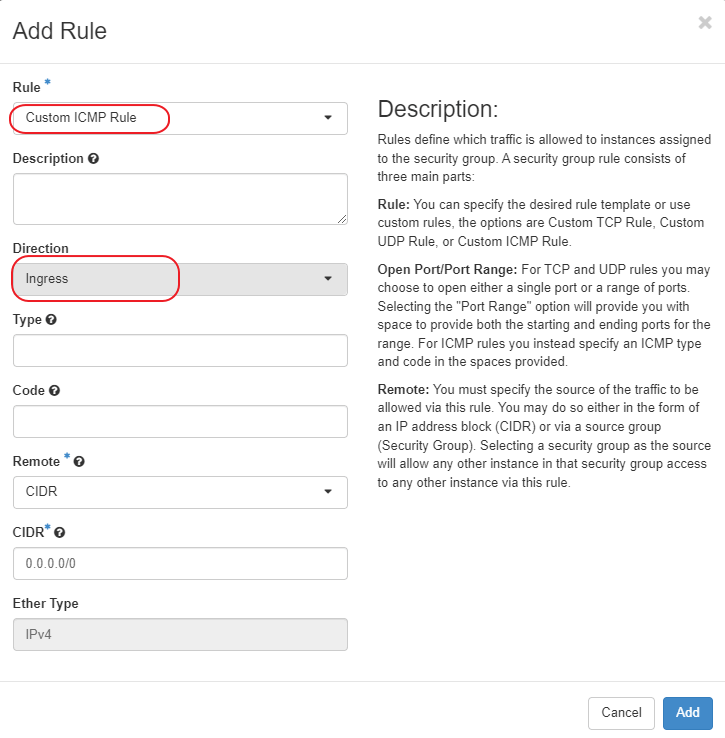 Add Rule
×
Rule *
Custom ICMP Rule
Description
Direction
Ingress
Type
Code
Remote *
CIDR
CIDR*
0.0.0.0/0
Ether Type
IPv4
Description:
Rules define which traffic is allowed to instances assigned
to the security group. A security group rule consists of
three main parts:
Rule: You can specify the desired rule template or use
custom rules, the options are Custom TCP Rule, Custom
UDP Rule, or Custom ICMP Rule.
Open Port/Port Range: For TCP and UDP rules you may
choose to open either a single port or a range of ports.
Selecting the "Port Range" option will provide you with
space to provide both the starting and ending ports for the
range. For ICMP rules you instead specify an ICMP type
and code in the spaces provided.
Remote: You must specify the source of the traffic to be
allowed via this rule. You may do so either in the form of
an IP address block (CIDR) or via a source group
(Security Group). Selecting a security group as the source
will allow any other instance in that security group access
to any other instance via this rule.
Cancel
Add